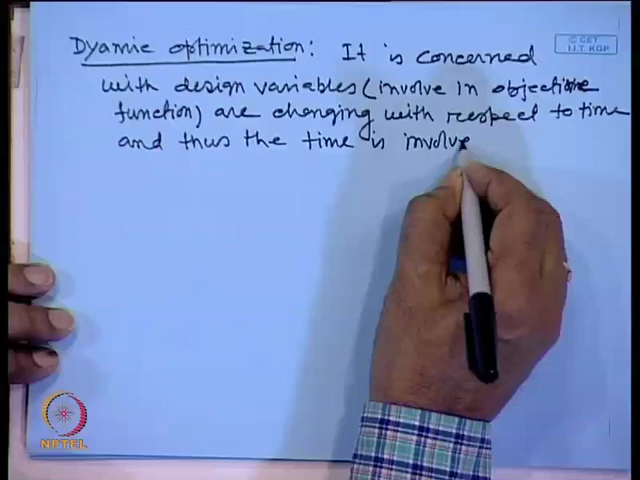 Dyamic optimization: It is concerned
© CET
I.I.T. KGP
with design variables (involve in objective
function) are changing with respect to time
and thus the time is involve
NPTEL